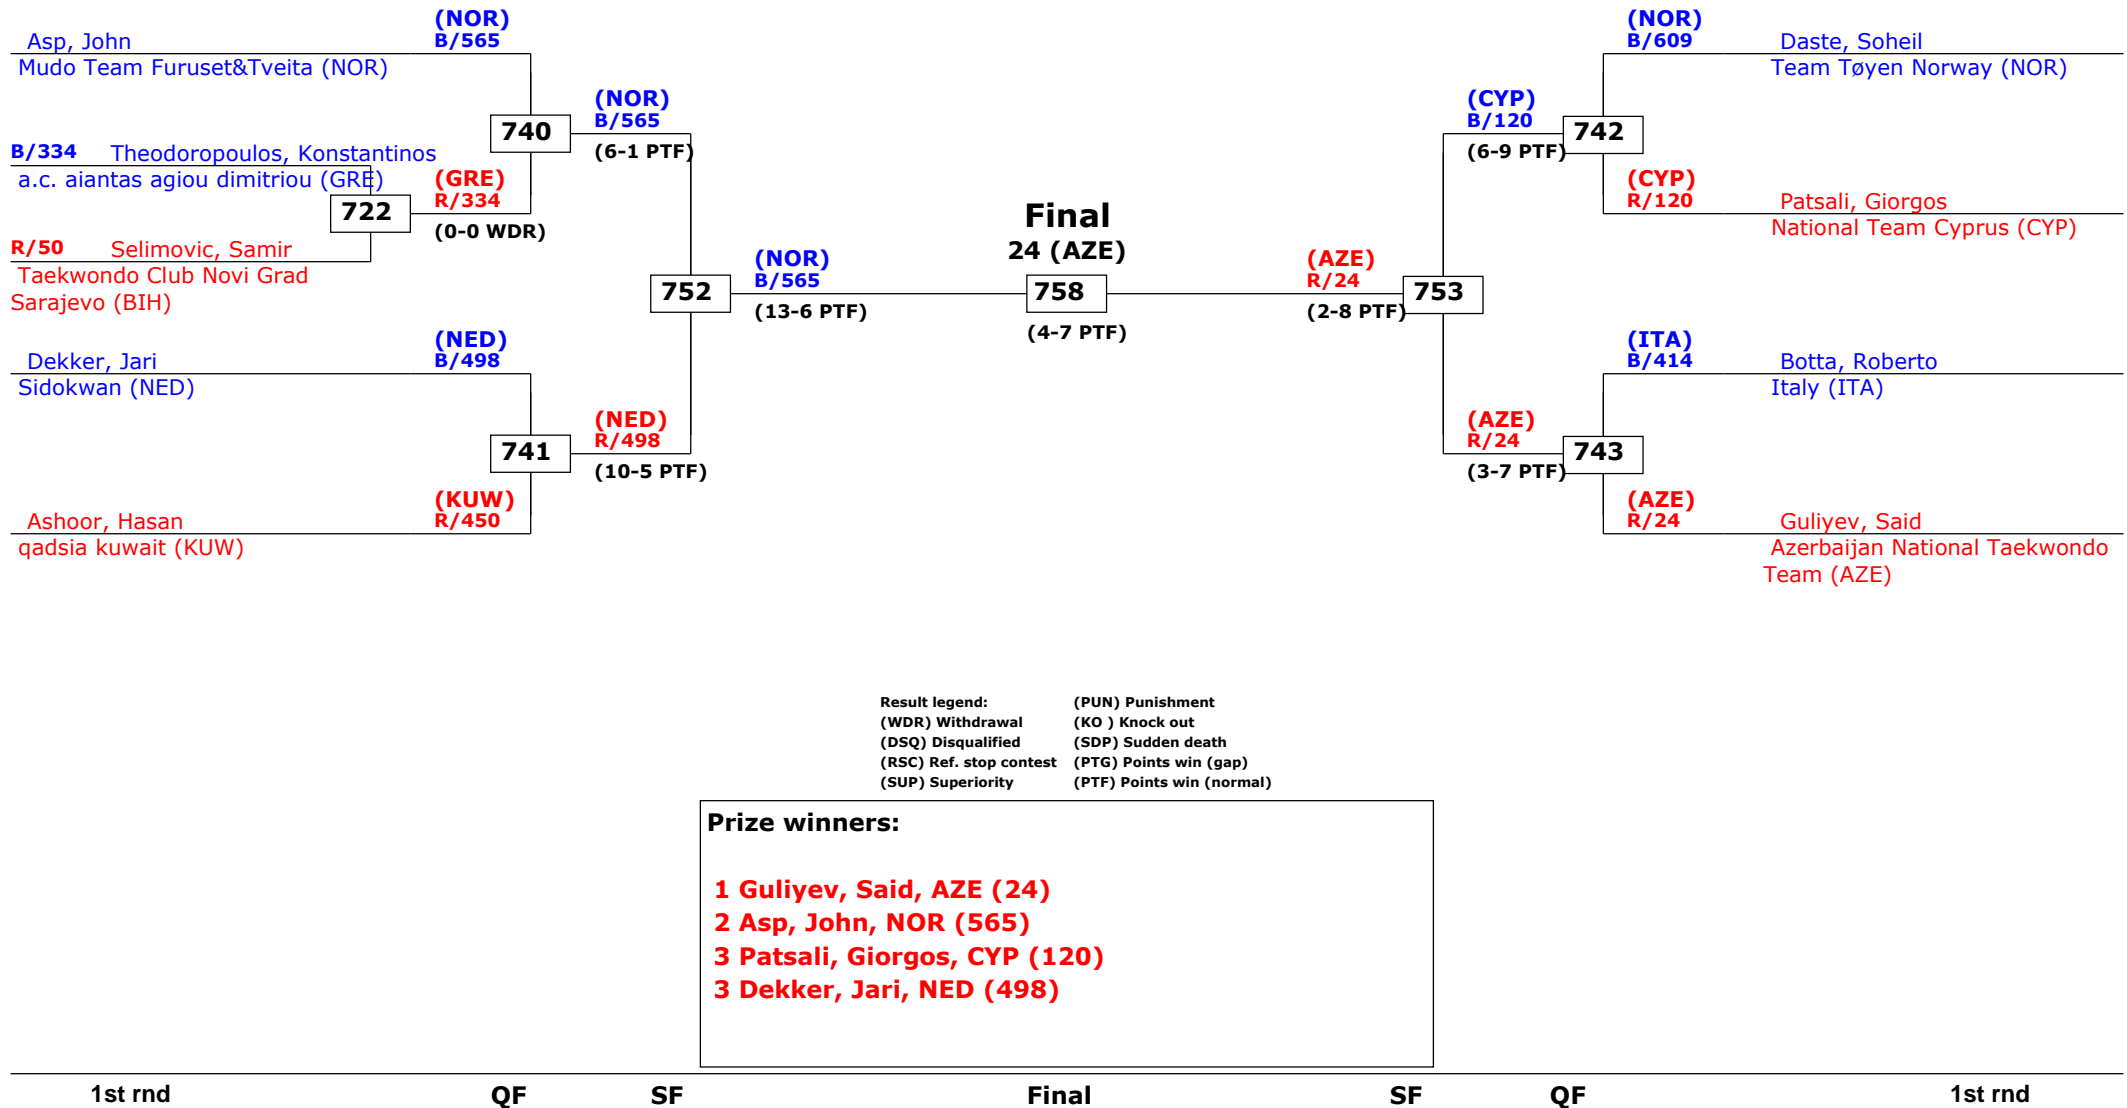 (NOR)
B/565
Asp, John
Mudo Team Furuset&Tveita (NOR)
740
(NOR)
B/565
(6-1 PTF)
B/334 Theodoropoulos, Konstantinos
a.c. aiantas agiou dimitriou (GRE)
722
(GRE)
R/334
(0-0 WDR)
R/50 Selimovic, Samir
Taekwondo Club Novi Grad
Sarajevo (BIH)
752
(NOR)
B/565
(13-6 PTF)
(NED)
B/498
Dekker, Jari
Sidokwan (NED)
741
(NED)
R/498
(10-5 PTF)
(KUW)
R/450
Ashoor, Hasan
qadsia kuwait (KUW)
Final
24 (AZE)
758
(4-7 PTF)
(AZE)
R/24
(2-8 PTF)
753
(CYP)
B/120
(6-9 PTF)
742
(NOR)
B/609
Daste, Soheil
Team Tøyen Norway (NOR)
(CYP)
R/120
Patsali, Giorgos
National Team Cyprus (CYP)
(ITA)
B/414
Botta, Roberto
Italy (ITA)
(AZE)
R/24
(3-7 PTF)
743
(AZE)
R/24
Guliyev, Said
Azerbaijan National Taekwondo
Team (AZE)
Result legend: (PUN) Punishment
(WDR) Withdrawal (KO ) Knock out
(DSQ) Disqualified (SDP) Sudden death
(RSC) Ref. stop contest (PTG) Points win (gap)
(SUP) Superiority (PTF) Points win (normal)
Prize winners:
1 Guliyev, Said, AZE (24)
2 Asp, John, NOR (565)
3 Patsali, Giorgos, CYP (120)
3 Dekker, Jari, NED (498)
1st rnd QF SF Final SF QF 1st rnd